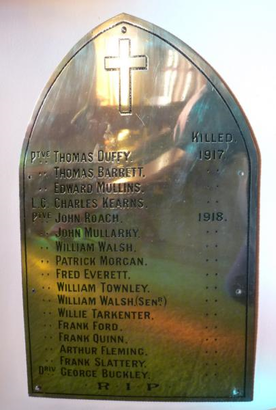 KILLED.
PTVE THOMAS DUFFY. 1917.
" THOMAS BARRETT. "
" EDWARD MULLINS. "
L.C. CHARLES KEARNS. "
PTVE JOHN ROACH. 1918.
" JOHN MULLARKY. "
" WILLIAM WALSH. "
" PATRICK MORGAN. "
" FRED EVERETT. "
" WILLIAM TOWNLEY. "
" WILLIAM WALSH (SENR) "
" WILLIE TARKENTER. "
" FRANK FORD. "
" FRANK QUINN. "
" ARTHUR FLEMING. "
" FRANK SLATTERY. "
DRIV GEORGE BUCKLEY. "
R I P